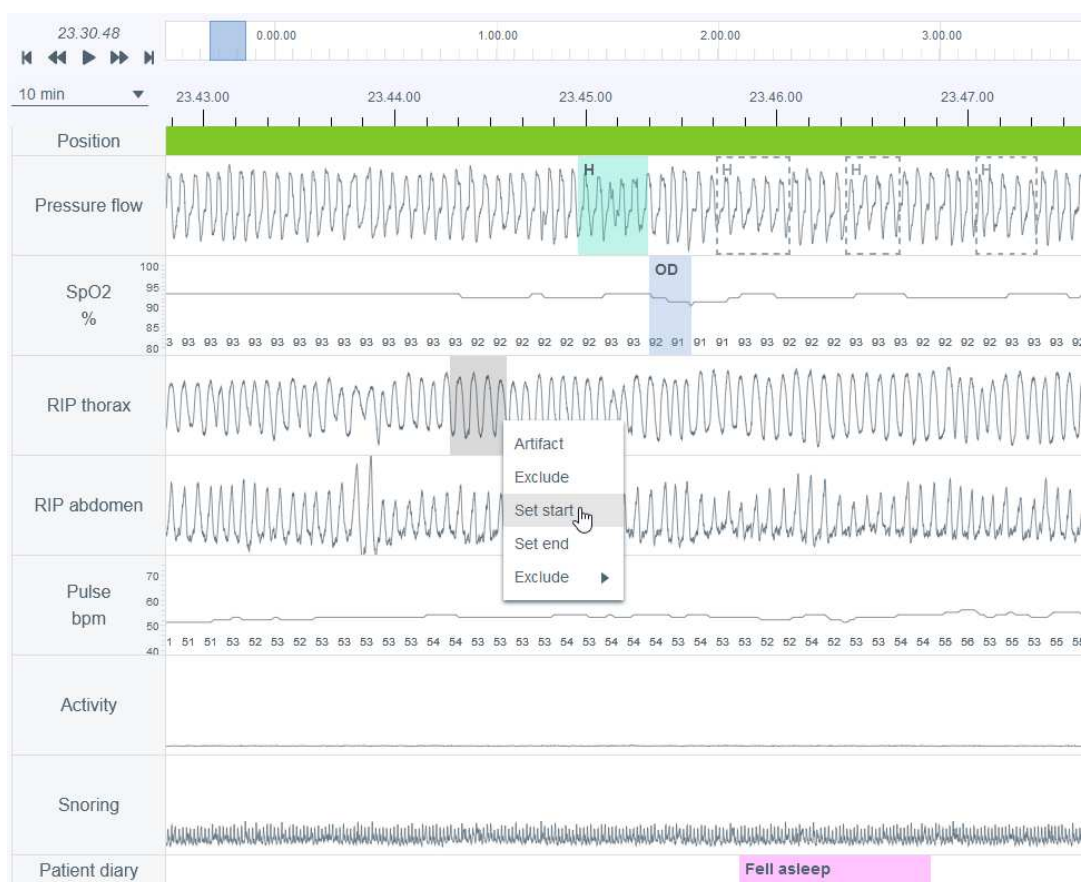 23.30.48
0.00.00 1:00.00 2:00.00 3.00.00
10 min
23.43.00 23.44.00 23.45.00 23.46.00 23.47.00
Position
Pressure flow
H H H H
SpO2
%
100
95
90
85
80
OD
3 93 93 93 93 93 93 93 93 93 93 93 93 93 92 92 92 92 92 92 93 93 92 91 91 91 93 93 92 92 92 93 93 93 92 92 92 92 93 93 93 92
RIP thorax
Artifact
Exclude
Set start
Set end
Exclude
RIP abdomen
Pulse
bpm
70
60
50
40
1 51 51 53 52 53 52 53 53 53 53 54 54 53 53 53 53 54 53 54 53 54 53 54 53 53 52 54 52 53 53 54 54 55 56 53 55 53 55
Activity
Snoring
Patient diary
Fell asleep